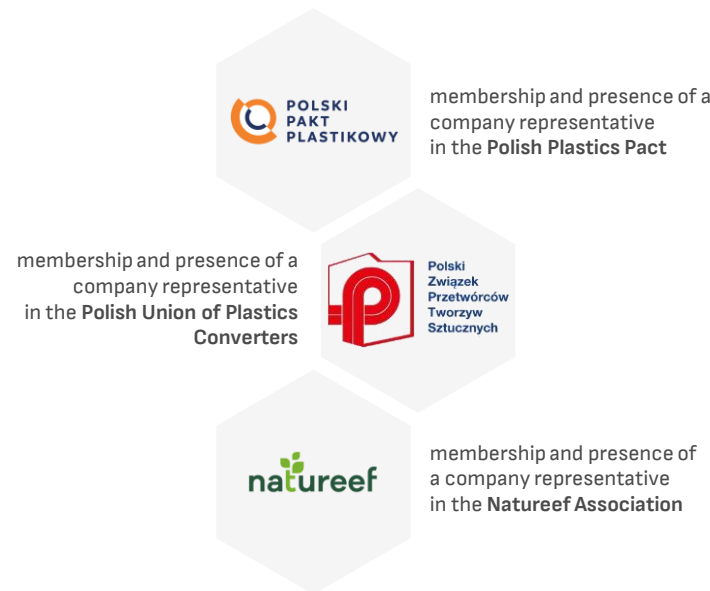 POLSKI
PAKT
PLASTIKOWY
membership and presence of a
company representative
in the Polish Plastics Pact
membership and presence of a
company representative
in the Polish Union of Plastics
Converters
Polski
Związek
Przetwórców
Tworzyw
Sztucznych
natureef
membership and presence of
a company representative
in the Natureef Association